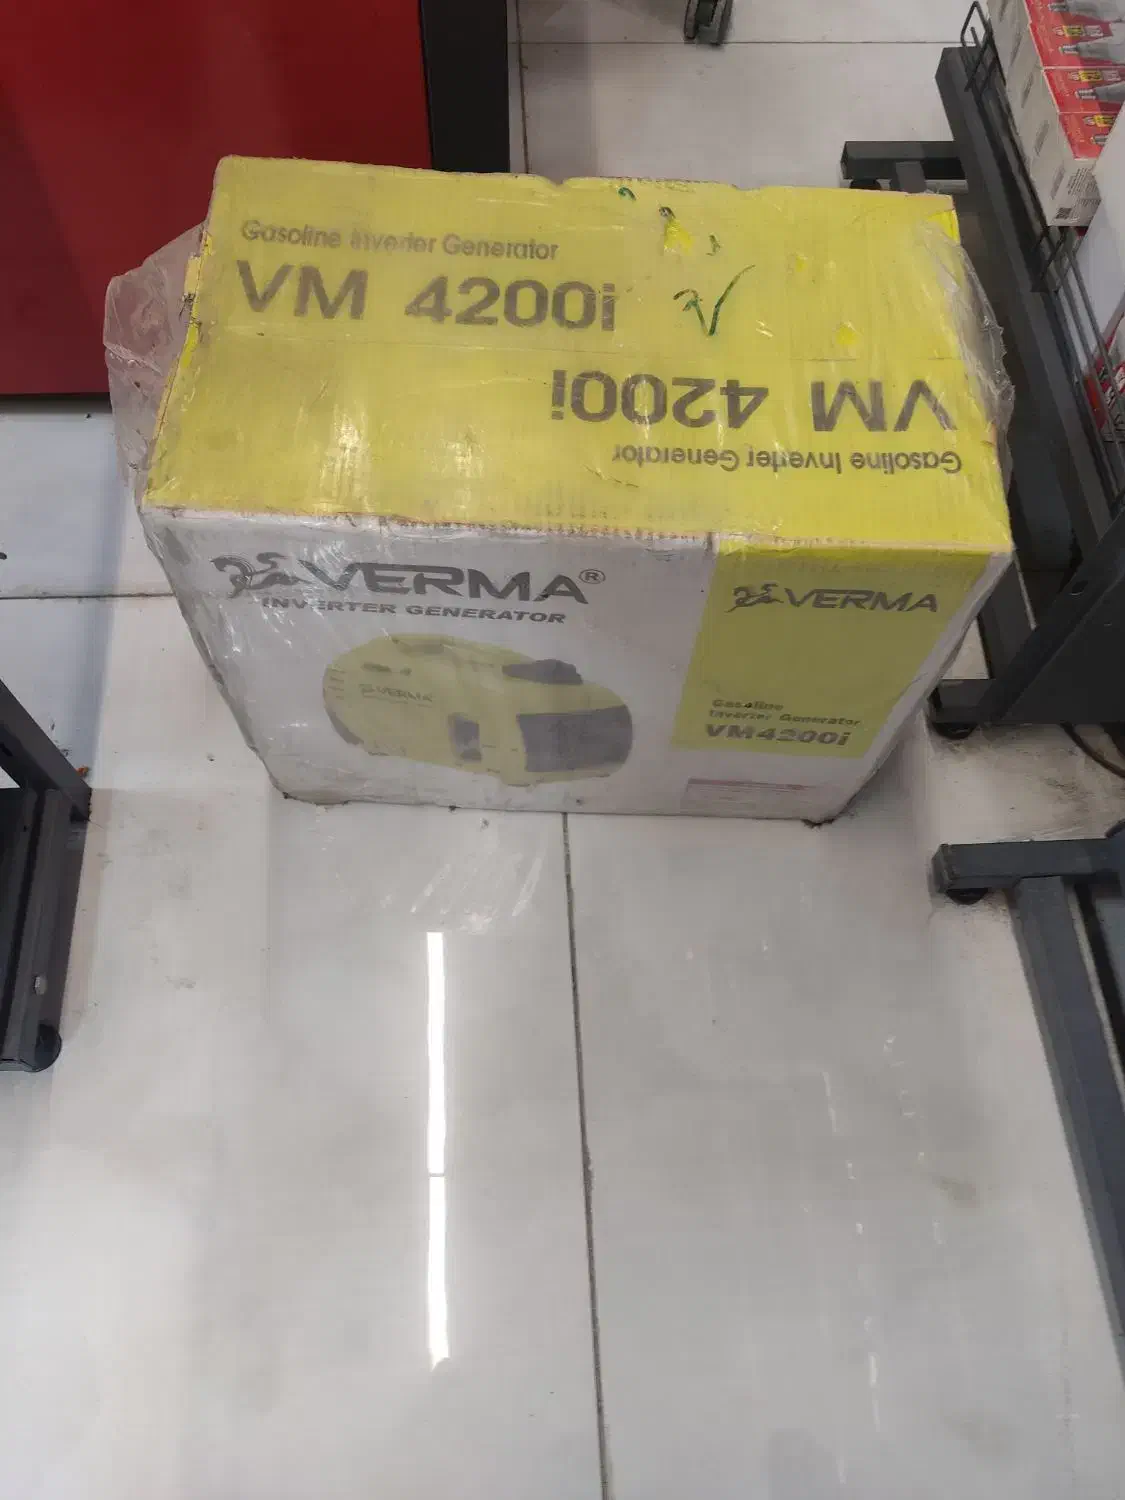 Gasoline Inverter Generator
VM 4200i
VM 4200i
Gasoline Inverter Generator
VERMA®
INVERTER GENERATOR
VERMA
VERMA
Gasoline
Inverter Generator
VM4200i